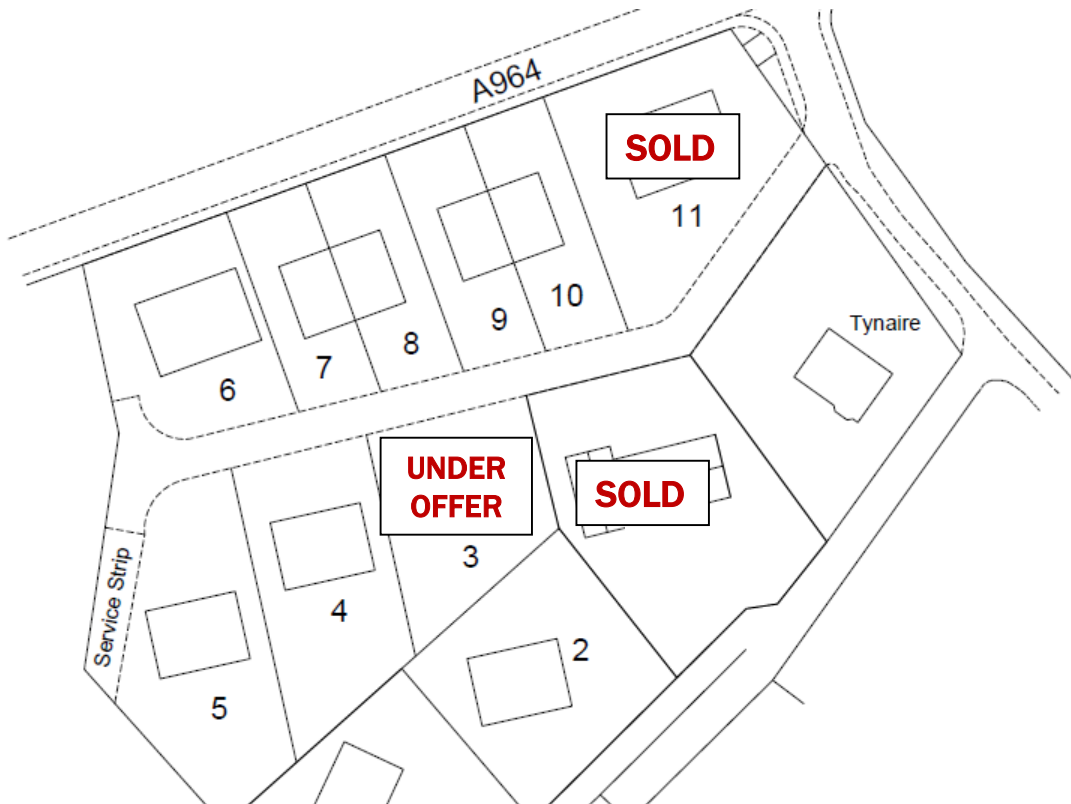 A964
SOLD
11
10
9
8
7
6
Tynaire
UNDER
OFFER
SOLD
3
4
2
5
Service Strip